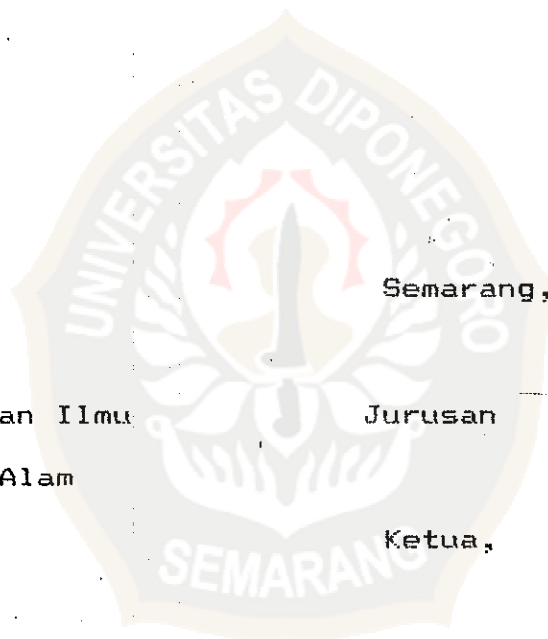 UNIVERSITAS DIPONEGORO
Semarang,
an Ilmu Jurusan
Alam
Ketua,
SEMARANG